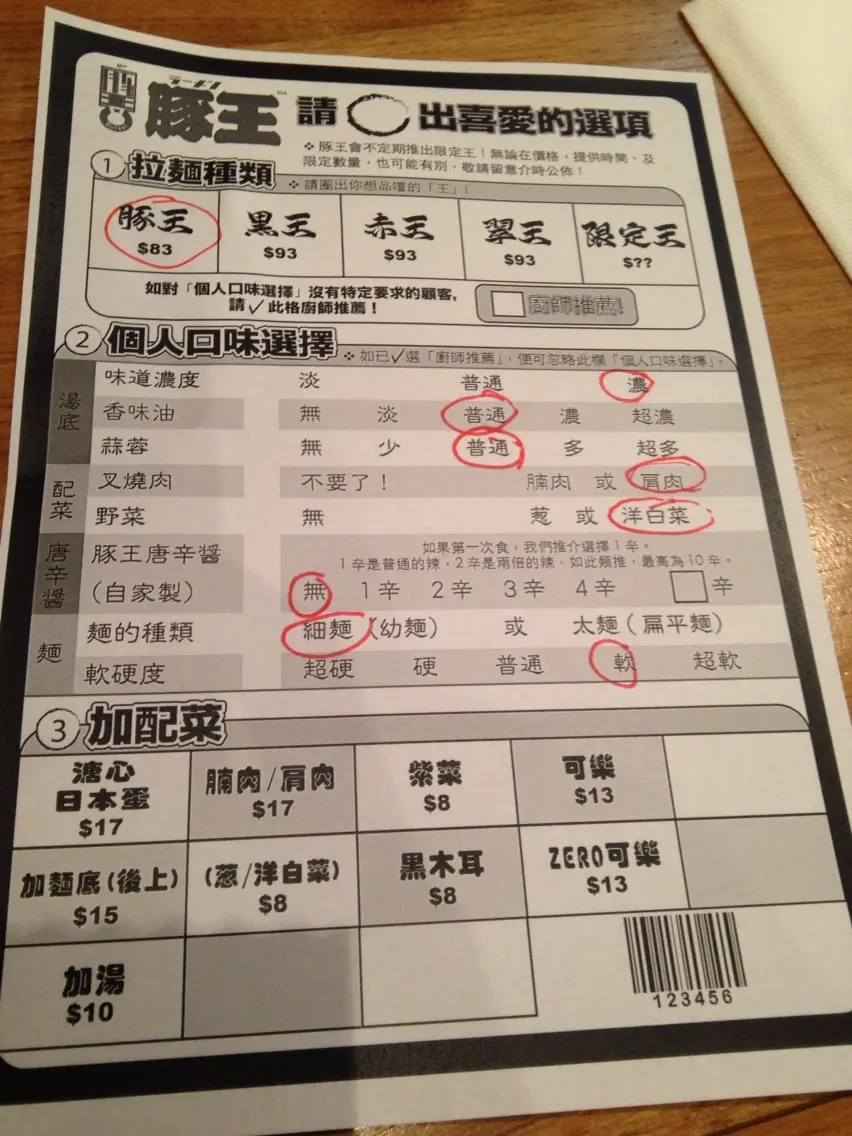 ラーメン
豚王 TM 請 ◯ 出喜愛的選項
❖ 豚王會不定期推出限定王！無論在價格，提供時間、及
限定數量，也可能有別，敬請留意介時公佈！
① 拉麵種類 ❖ 請圈出你想品嚐的「王」！
豚王 黑王 赤王 翠王 限定王
$83 $93 $93 $93 $??
如對「個人口味選擇」沒有特定要求的顧客，
請✓此格廚師推薦！ □ 廚師推薦!
② 個人口味選擇 ❖ 如已✓選「廚師推薦」，便可忽略此欄「個人口味選擇」。
湯底
味道濃度 淡 普通 濃
香味油 無 淡 普通 濃 超濃
蒜蓉 無 少 普通 多 超多
配菜
叉燒肉 不要了！ 腩肉 或 肩肉
野菜 無 葱 或 洋白菜
唐辛醬
豚王唐辛醬 如果第一次食，我們推介選擇1辛。
1辛是普通的辣，2辛是兩倍的辣，如此類推，最高為10辛。
(自家製) 無 1辛 2辛 3辛 4辛 □辛
麵
麵的種類 細麵（幼麵） 或 太麵（扁平麵）
軟硬度 超硬 硬 普通 軟 超軟
③ 加配菜
溏心
日本蛋 腩肉/肩肉 紫菜 可樂
$17 $17 $8 $13
加麵底(後上) (葱/洋白菜) 黑木耳 ZERO可樂
$15 $8 $8 $13
加湯
$10
123456